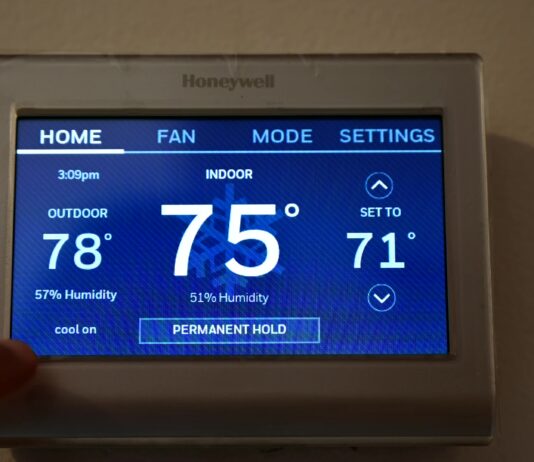 Honeywell
HOME FAN MODE SETTINGS
3:09pm
INDOOR
OUTDOOR
75°
SET TO
78°
71°
57% Humidity
51% Humidity
cool on
PERMANENT HOLD